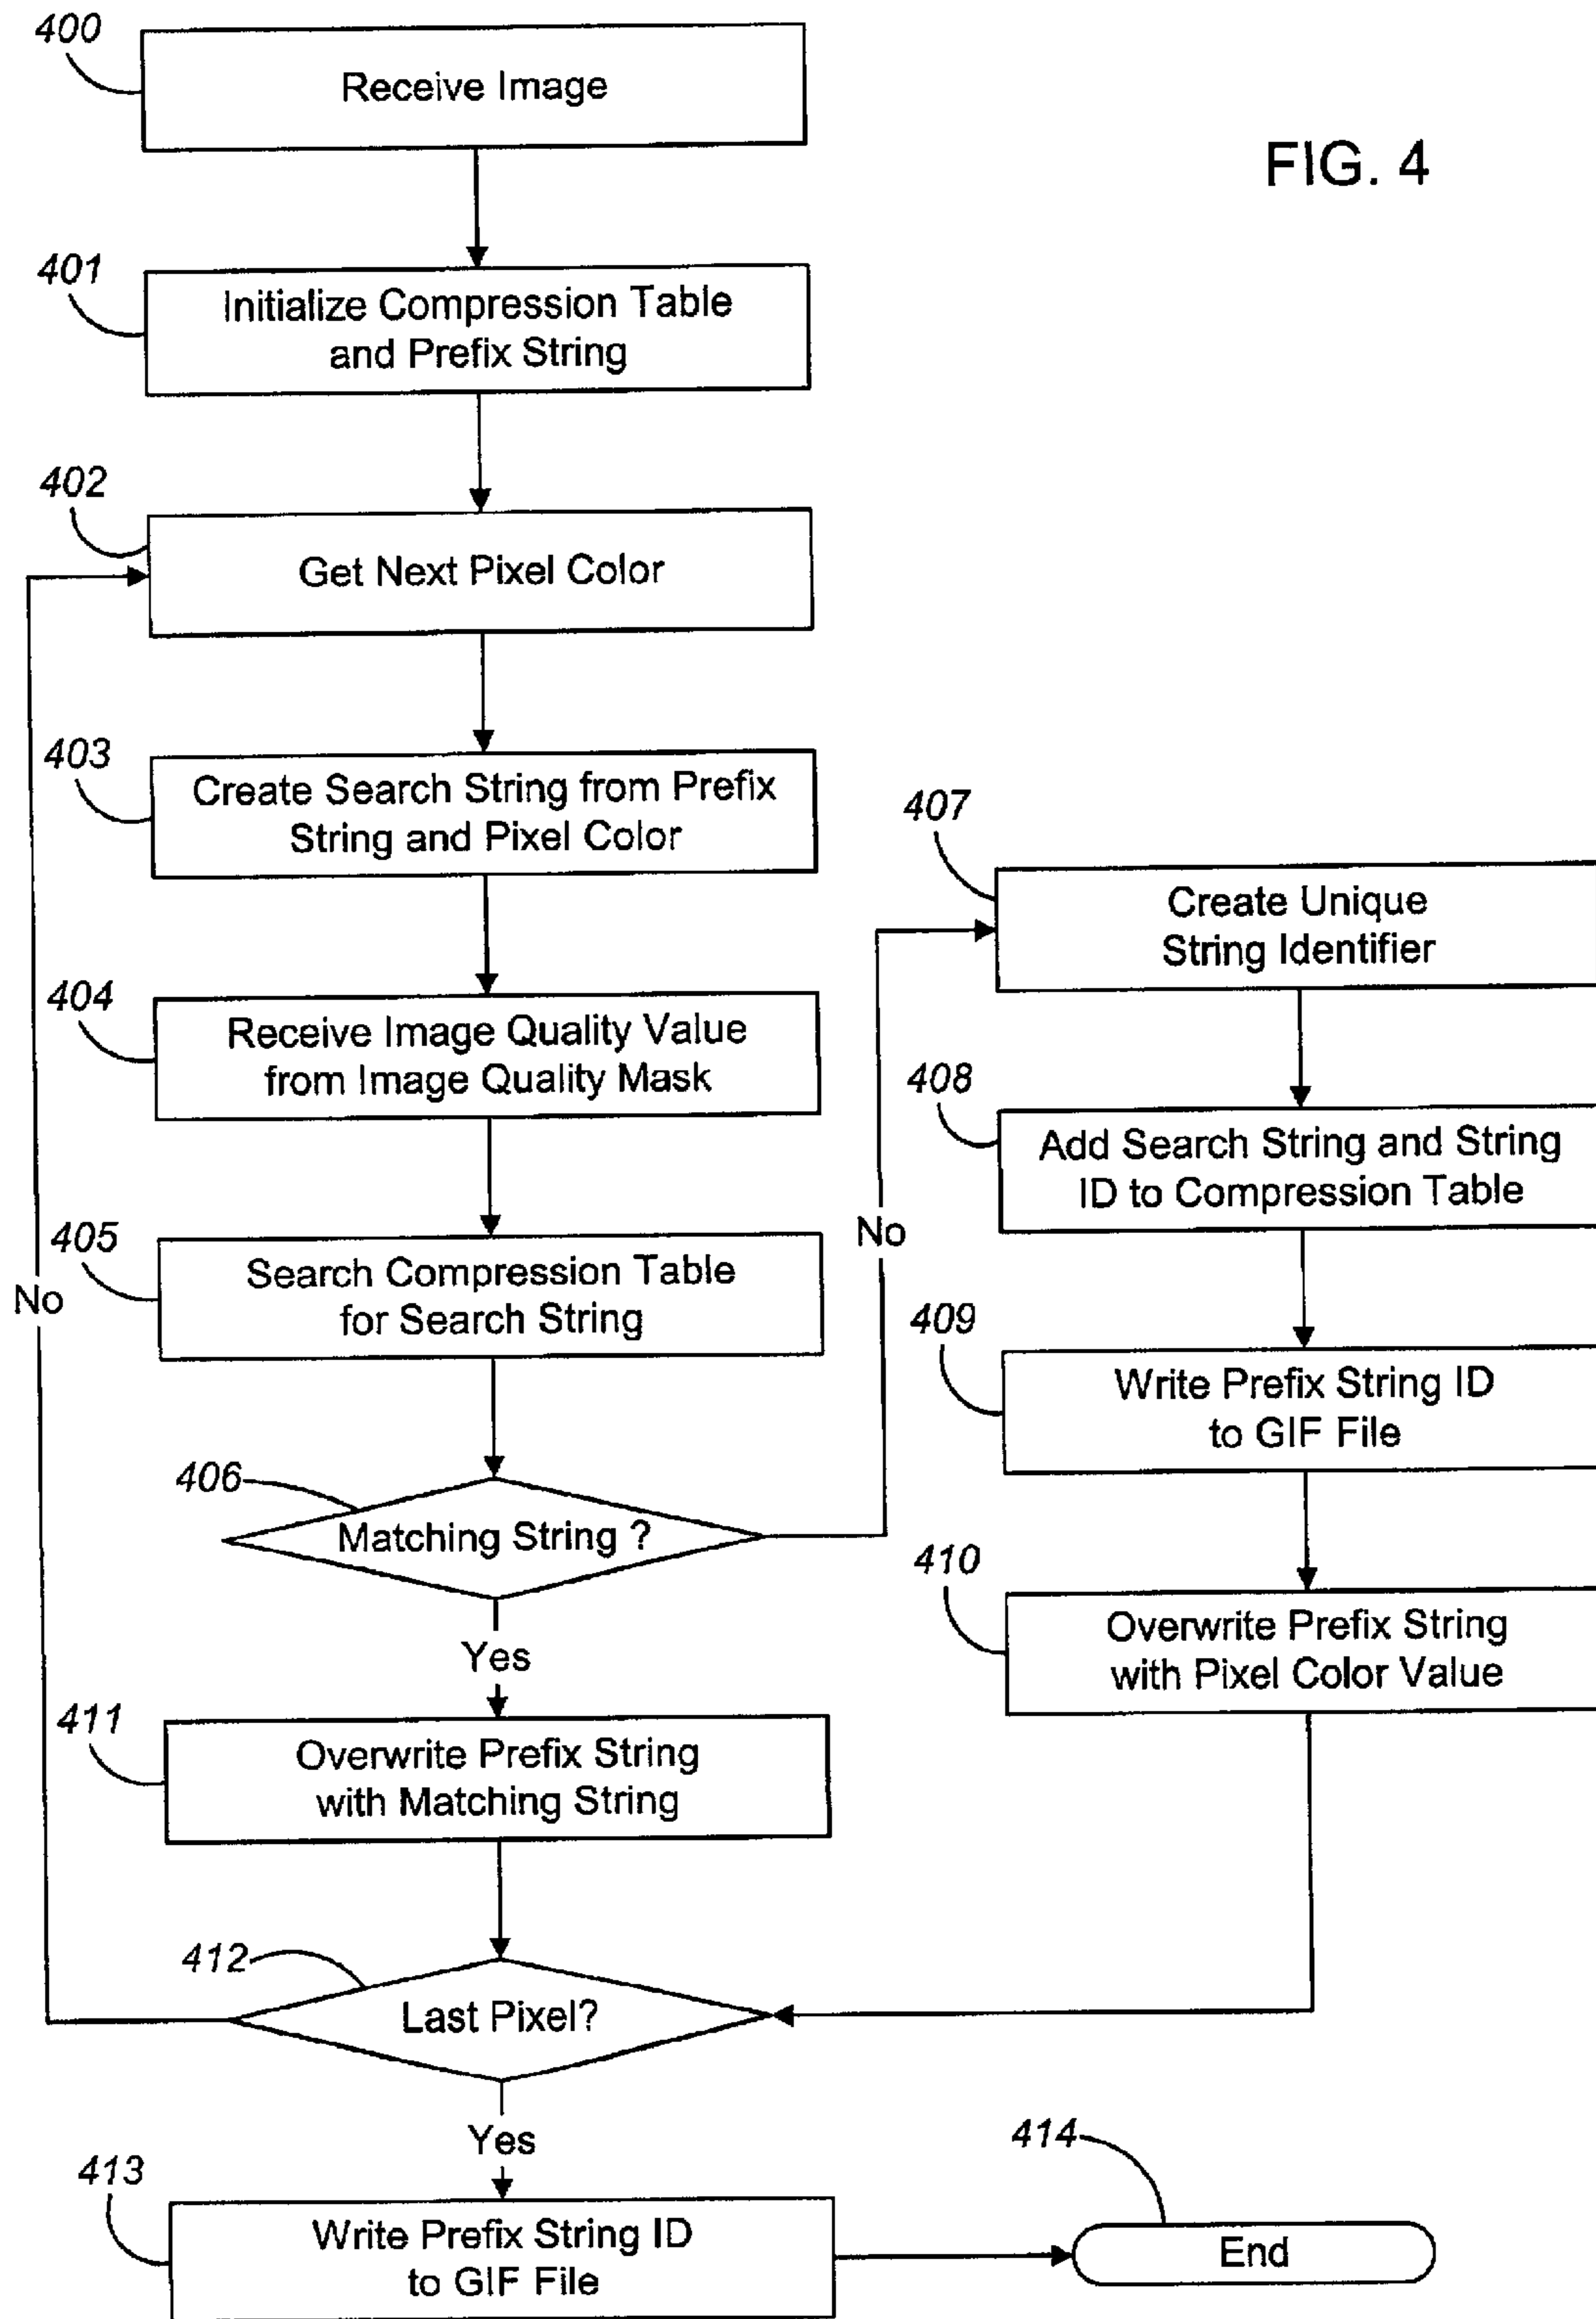 FIG. 4
400
Receive Image
401
Initialize Compression Table
and Prefix String
402
Get Next Pixel Color
403
Create Search String from Prefix
String and Pixel Color
404
Receive Image Quality Value
from Image Quality Mask
405
Search Compression Table
for Search String
406
Matching String ?
No
Yes
407
Create Unique
String Identifier
408
Add Search String and String
ID to Compression Table
409
Write Prefix String ID
to GIF File
410
Overwrite Prefix String
with Pixel Color Value
411
Overwrite Prefix String
with Matching String
412
Last Pixel?
No
Yes
413
Write Prefix String ID
to GIF File
414
End